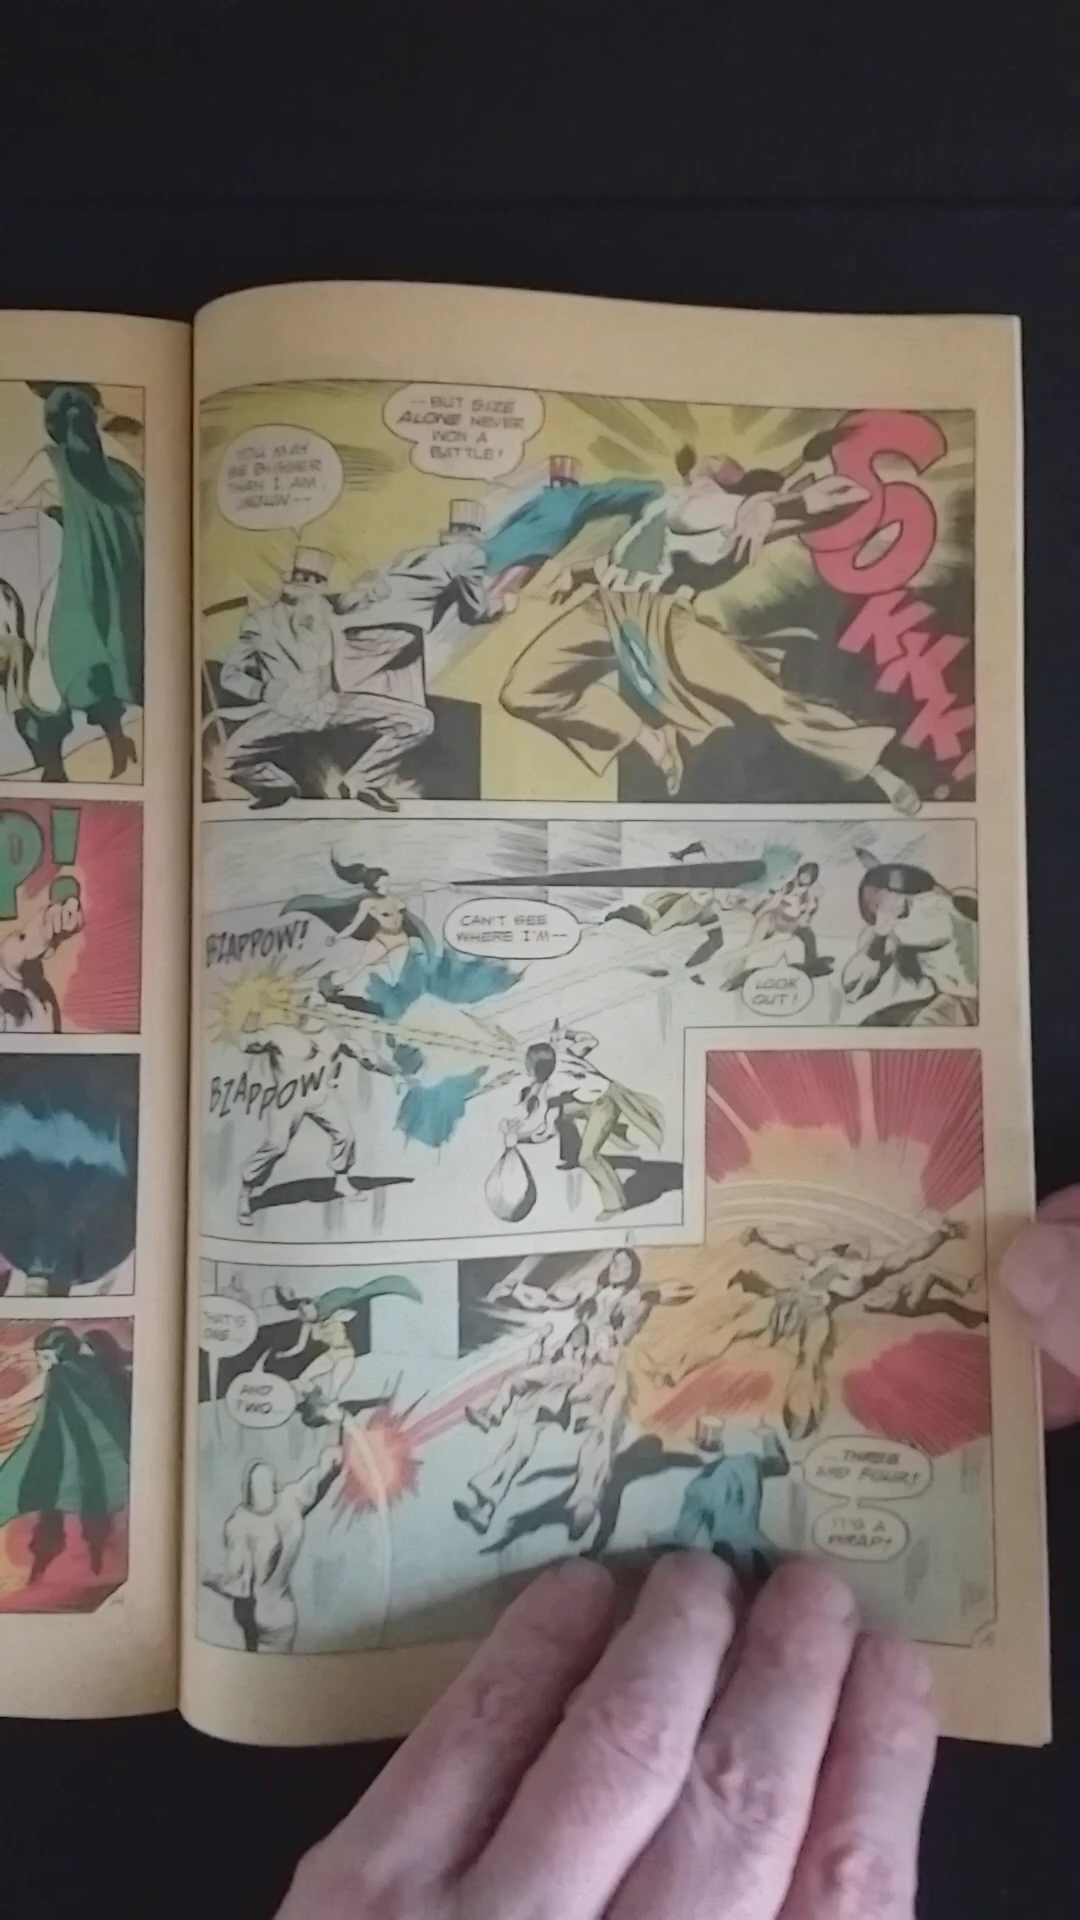 P!
YOU MAY
BE BIGGER
THAN I AM,
--BUT SIZE
ALONE NEVER
WON A
BATTLE!
SOKKK!
BZAPPOW!
CAN'T SEE
WHERE I'M--
LOOK
OUT!
BZAPPOW!
THAT'S
ONE...
AND
TWO...
...THREE
AND FOUR!
IT'S A
WRAP!